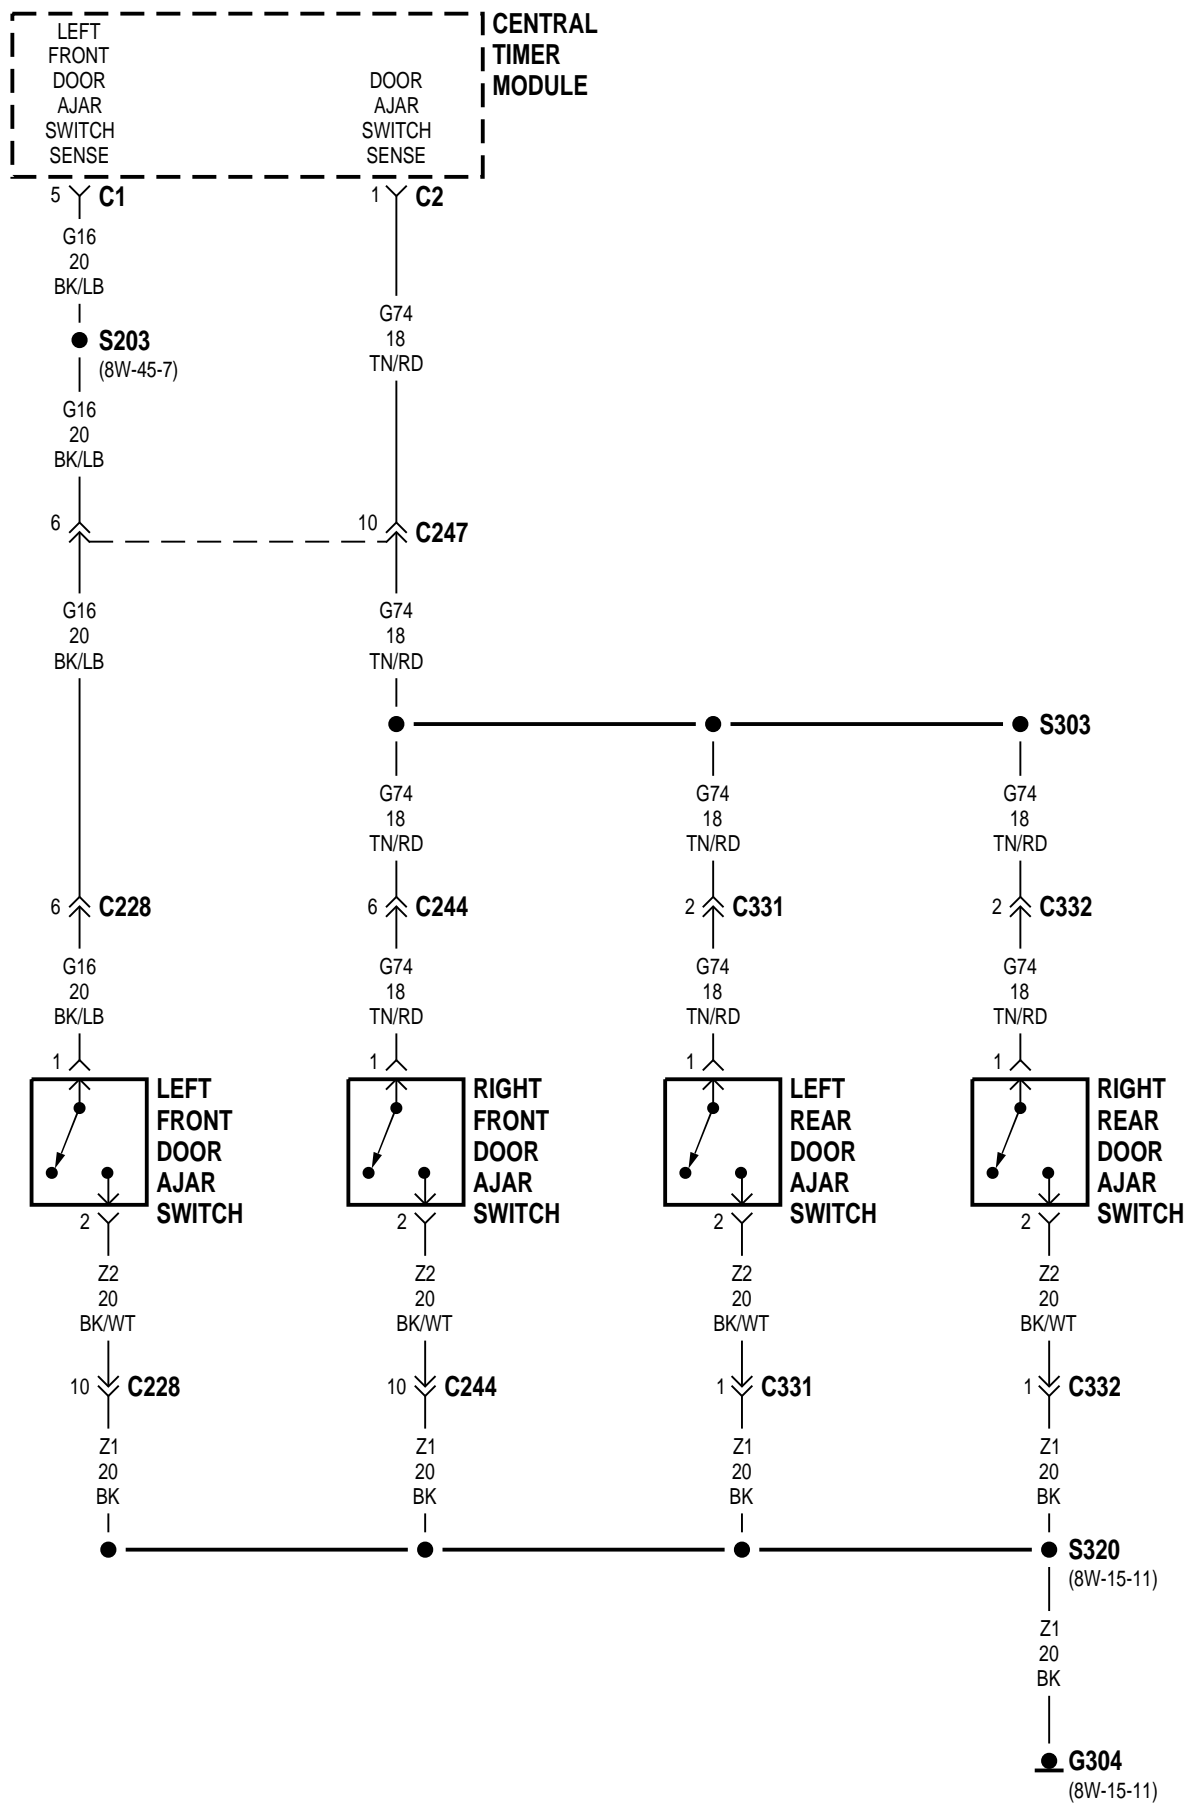 LEFT
FRONT
DOOR
AJAR
SWITCH
SENSE
DOOR
AJAR
SWITCH
SENSE
CENTRAL
TIMER
MODULE
5 C1
1 C2
G16
20
BK/LB
G74
18
TN/RD
S203
(8W-45-7)
G16
20
BK/LB
6
10 C247
G16
20
BK/LB
G74
18
TN/RD
S303
G74
18
TN/RD
G74
18
TN/RD
G74
18
TN/RD
6 C228
6 C244
2 C331
2 C332
G16
20
BK/LB
G74
18
TN/RD
G74
18
TN/RD
G74
18
TN/RD
1
LEFT
FRONT
DOOR
AJAR
SWITCH
2
1
RIGHT
FRONT
DOOR
AJAR
SWITCH
2
1
LEFT
REAR
DOOR
AJAR
SWITCH
2
1
RIGHT
REAR
DOOR
AJAR
SWITCH
2
Z2
20
BK/WT
Z2
20
BK/WT
Z2
20
BK/WT
Z2
20
BK/WT
10 C228
10 C244
1 C331
1 C332
Z1
20
BK
Z1
20
BK
Z1
20
BK
Z1
20
BK
S320
(8W-15-11)
Z1
20
BK
G304
(8W-15-11)